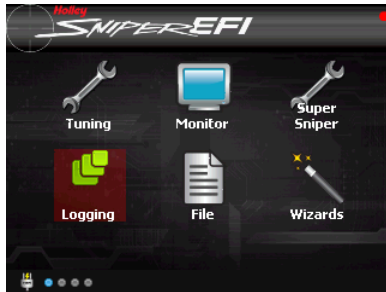 Holley
SNIPER EFI
Tuning
Monitor
Super
Sniper
Logging
File
Wizards